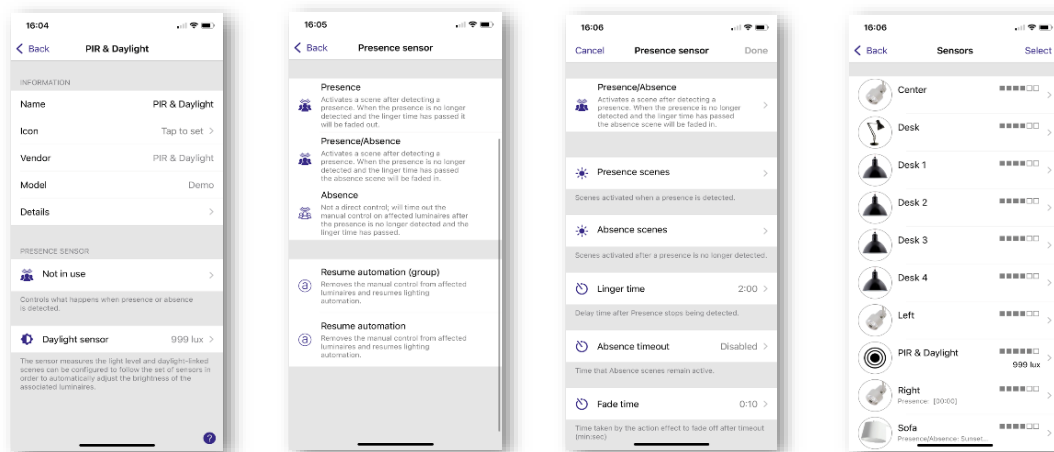 16:04
Back PIR & Daylight
INFORMATION
Name PIR & Daylight
Icon Tap to set
Vendor PIR & Daylight
Model Demo
Details
PRESENCE SENSOR
Not in use
Controls what happens when presence or absence
is detected.
Daylight sensor 999 lux
The sensor measures the light level and daylight-linked
scenes can be configured to follow the set of sensors in
order to automatically adjust the brightness of the
associated luminaires.
?
16:05
Back Presence sensor
Presence
Activates a scene after detecting a
presence. When the presence is no longer
detected and the linger time has passed it
will be faded out.
Presence/Absence
Activates a scene after detecting a
presence. When the presence is no longer
detected and the linger time has passed
the absence scene will be faded in.
Absence
Not a direct control; will time out the
manual control on affected luminaires after
the presence is no longer detected and the
linger time has passed.
a
Resume automation (group)
Removes the manual control from affected
luminaires and resumes lighting
automation.
a
Resume automation
Removes the manual control from affected
luminaires and resumes lighting
automation.
16:06
Cancel Presence sensor Done
Presence/Absence
Activates a scene after detecting a
presence. When the presence is no longer
detected and the linger time has passed
the absence scene will be faded in.
Presence scenes
Scenes activated when a presence is detected.
Absence scenes
Scenes activated after a presence is no longer detected.
Linger time 2:00
Delay time after Presence stops being detected.
Absence timeout Disabled
Time that Absence scenes remain active.
Fade time 0:10
Time taken by the action effect to fade off after timeout
(min:sec)
16:06
Back Sensors Select
Center
Desk
Desk 1
Desk 2
Desk 3
Desk 4
Left
PIR & Daylight
999 lux
Right
Presence: [00:00]
Sofa
Presence/Absence: Sunset...